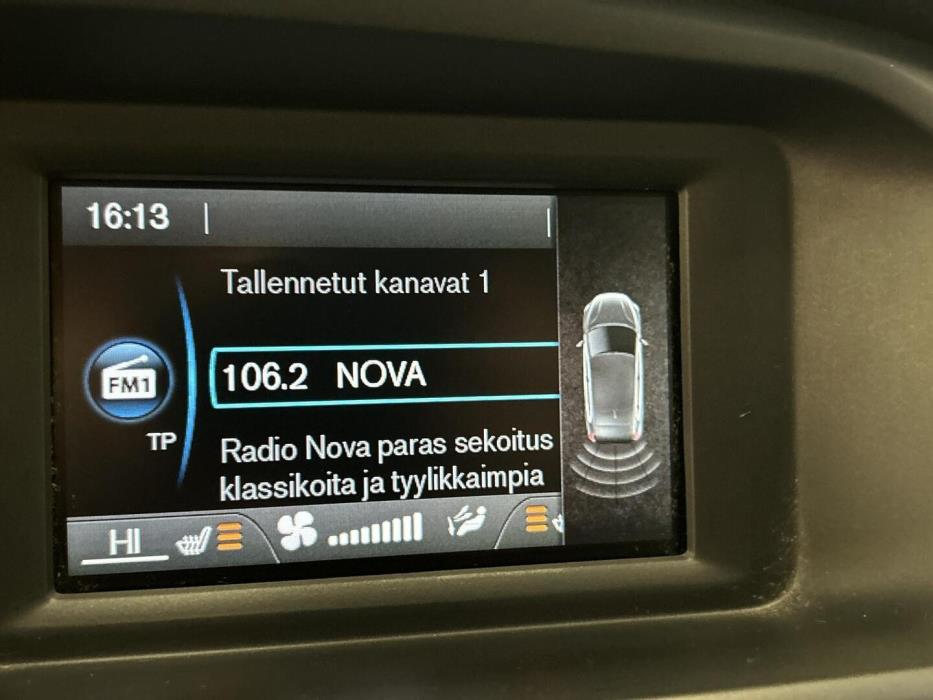 16:13
Tallennetut kanavat 1
FM1
106.2 NOVA
TP
Radio Nova paras sekoitus
klassikoita ja tyylikkaimpia
HI